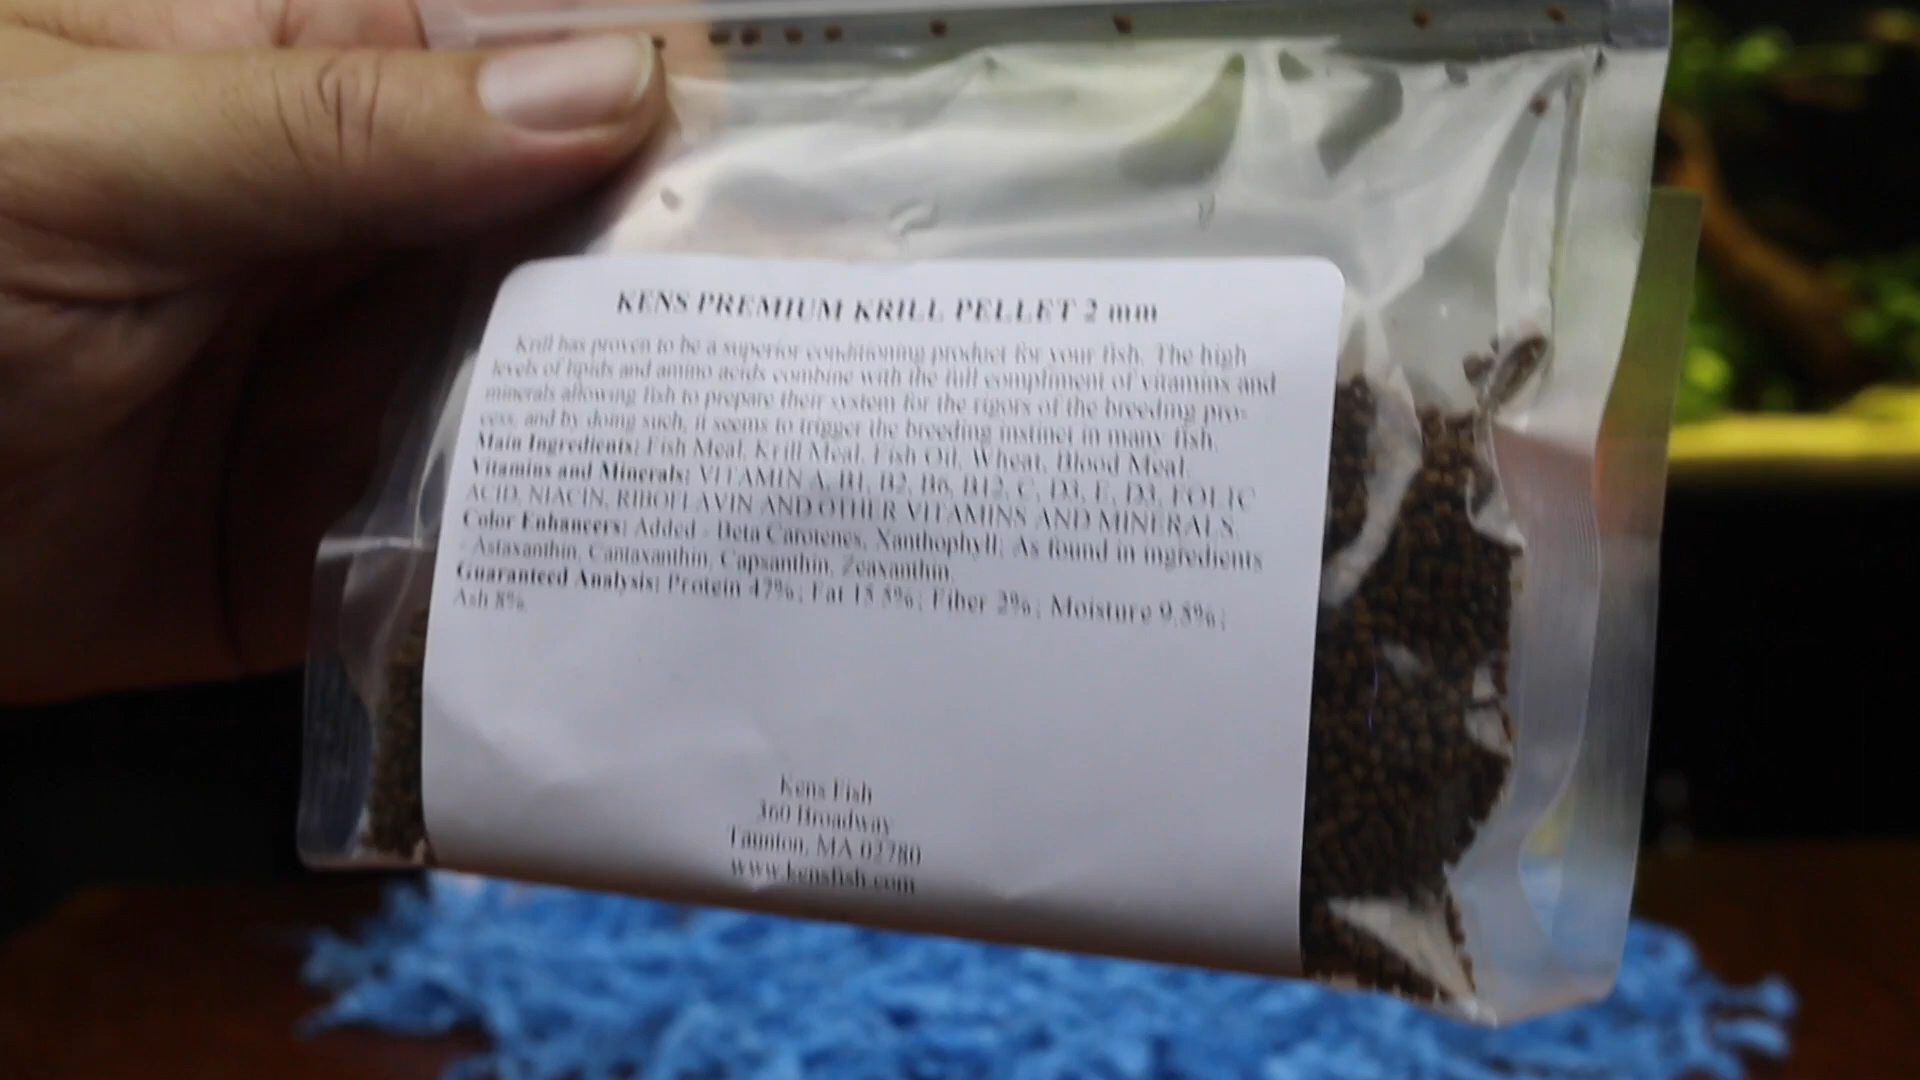 KENS PREMIUM KRILL PELLET 2 mm
Krill has proven to be a superior conditioning product for your fish. The high
levels of lipids and amino acids combine with the full compliment of vitamins and
minerals allowing fish to prepare their system for the rigors of the breeding pro-
cess, and by doing such, it seems to trigger the breeding instinct in many fish.
Main Ingredients: Fish Meal, Krill Meal, Fish Oil, Wheat, Blood Meal.
Vitamins and Minerals: VITAMIN A, B1, B2, B6, B12, C, D3, E, D3, FOLIC
ACID, NIACIN, RIBOFLAVIN AND OTHER VITAMINS AND MINERALS.
Color Enhancers: Added - Beta Carotenes, Xanthophyll; As found in ingredients
- Astaxanthin, Cantaxanthin, Capsanthin, Zeaxanthin.
Guaranteed Analysis: Protein 47%; Fat 15.5%; Fiber 2%; Moisture 9.5%;
Ash 8%
Kens Fish
360 Broadway
Taunton, MA 02780
www.kensfish.com